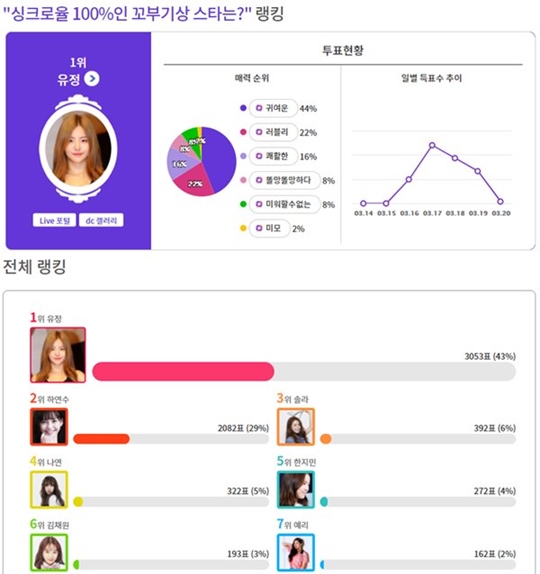 "싱크로율 100%인 꼬부기상 스타는?" 랭킹
1위
유정
Live 포털
dc 갤러리
투표현황
매력 순위
44%
22%
16%
8%
8%
2%
귀여운 44%
러블리 22%
쾌활한 16%
똘망똘망하다 8%
미워할수없는 8%
미모 2%
일별 득표수 추이
03.14 03.15 03.16 03.17 03.18 03.19 03.20
전체 랭킹
1위 유정
3053표 (43%)
2위 하연수
2082표 (29%)
3위 솔라
392표 (6%)
4위 나연
322표 (5%)
5위 한지민
272표 (4%)
6위 김채원
193표 (3%)
7위 예리
162표 (2%)